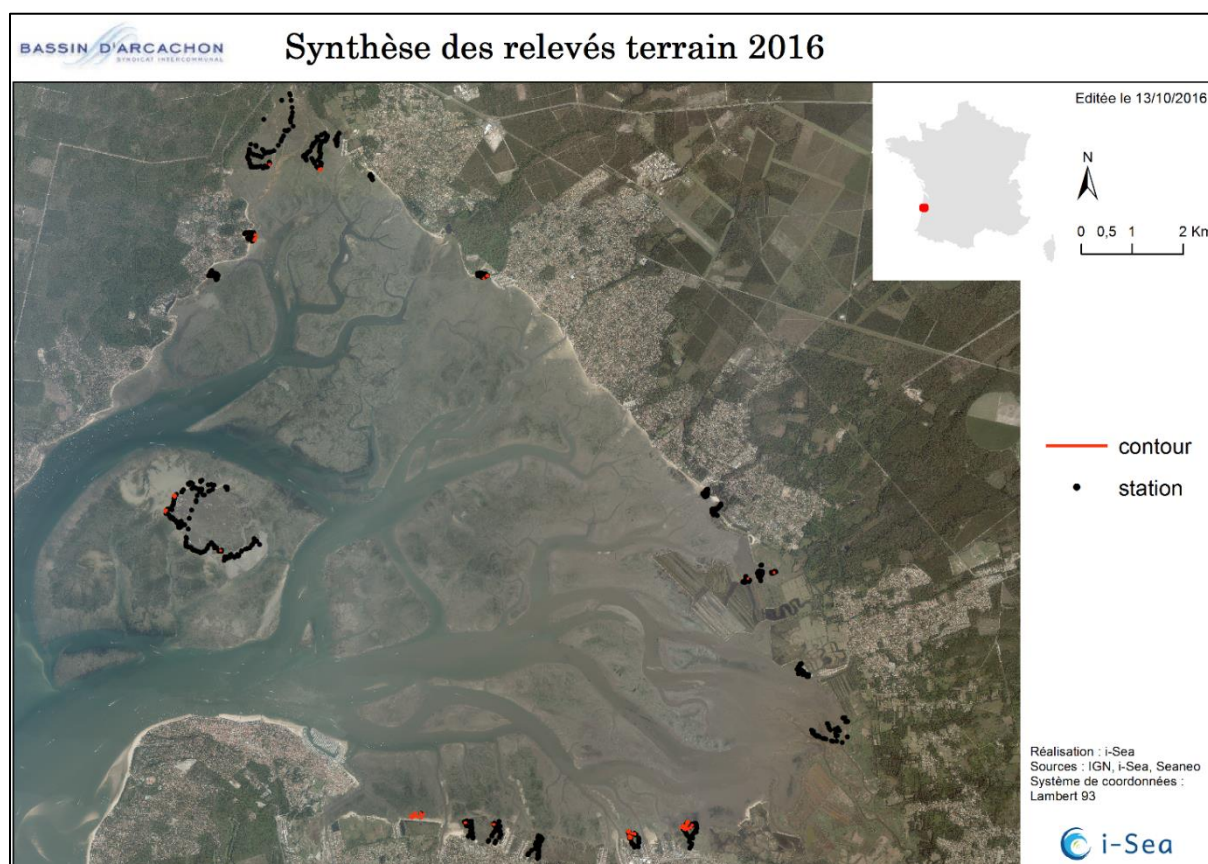 BASSIN D'ARCACHON
SYNDICAT INTERCOMMUNAL
Synthèse des relevés terrain 2016
Editée le 13/10/2016
N
0 0,5 1 2 Km
contour
station
Réalisation : i-Sea
Sources : IGN, i-Sea, Seaneo
Système de coordonnées :
Lambert 93
i-Sea